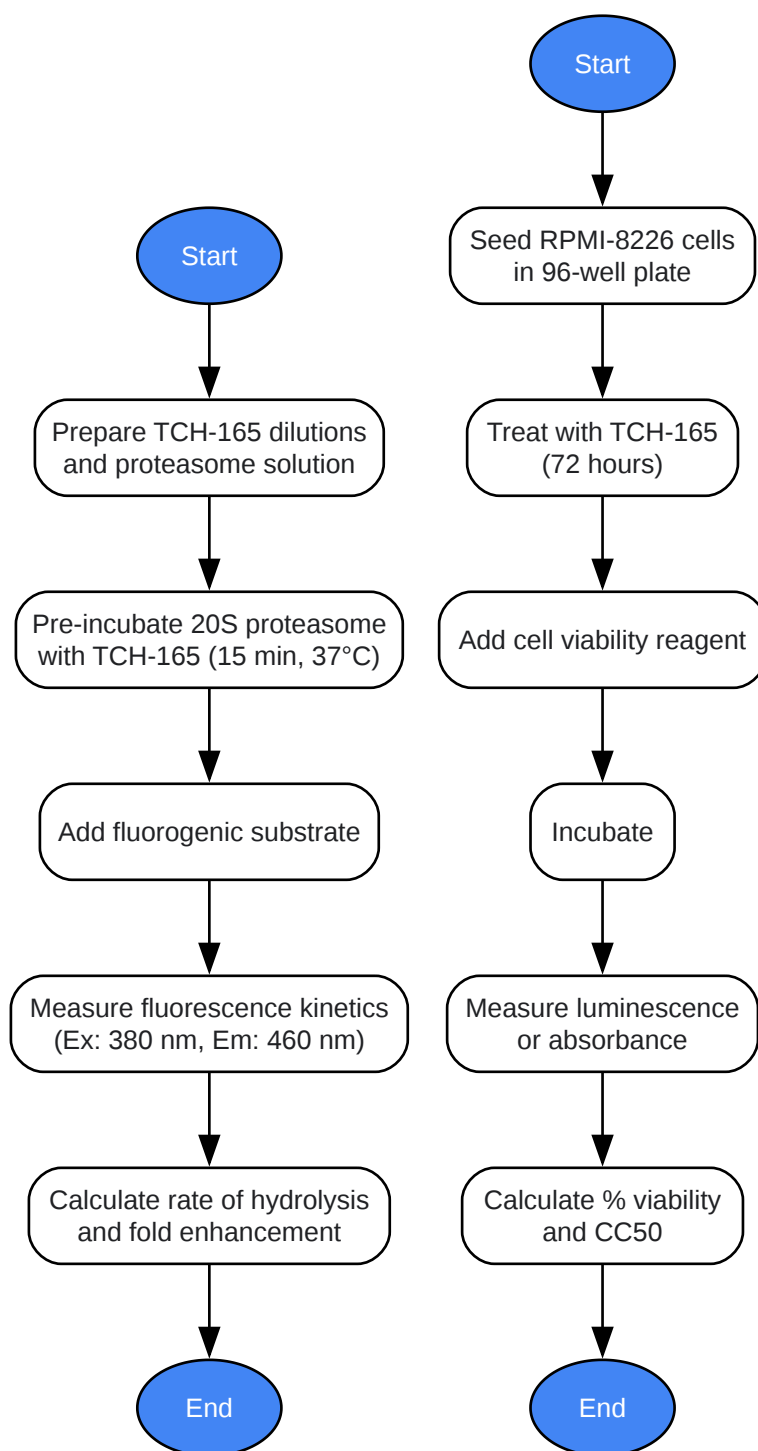 Start
Prepare TCH-165 dilutions
and proteasome solution
Pre-incubate 20S proteasome
with TCH-165 (15 min, 37°C)
Add fluorogenic substrate
Measure fluorescence kinetics
(Ex: 380 nm, Em: 460 nm)
Calculate rate of hydrolysis
and fold enhancement
End
Start
Seed RPMI-8226 cells
in 96-well plate
Treat with TCH-165
(72 hours)
Add cell viability reagent
Incubate
Measure luminescence
or absorbance
Calculate % viability
and CC50
End